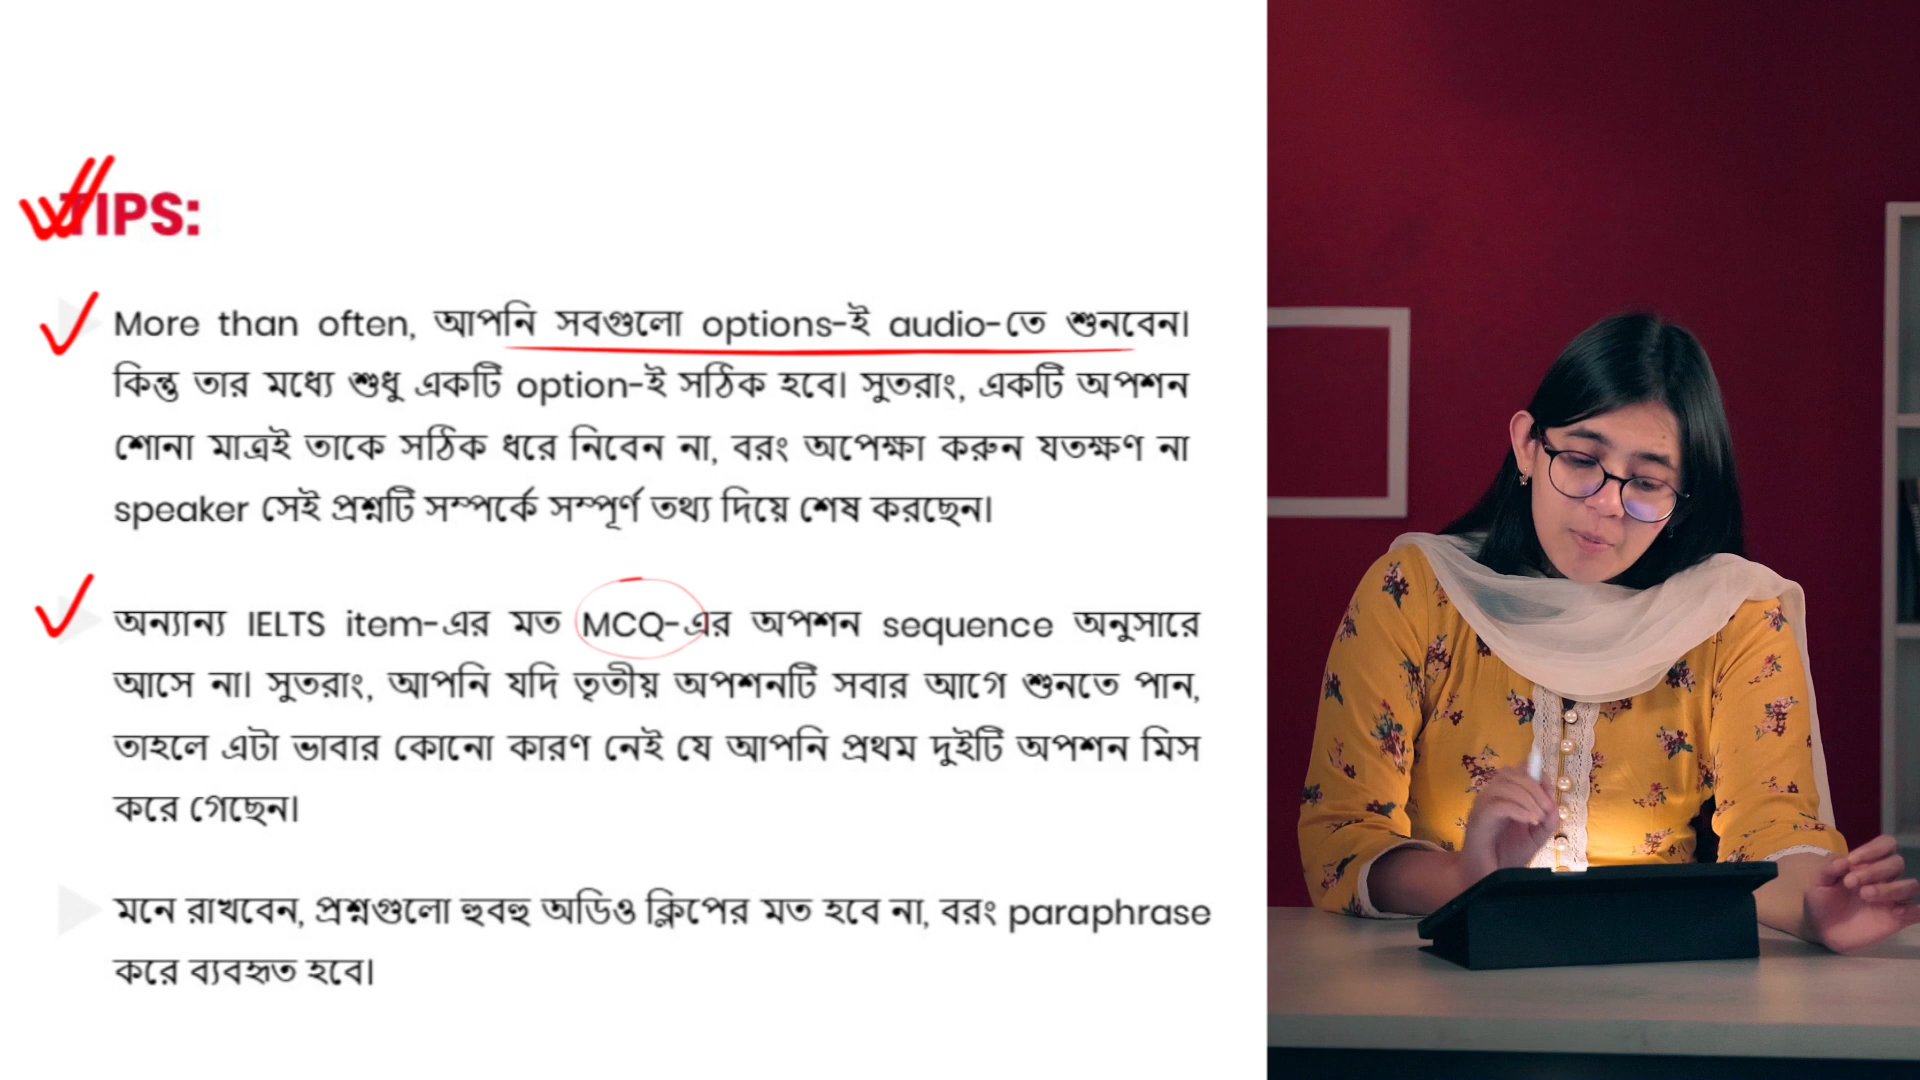 TIPS:
More than often, আপনি সবগুলো options-ই audio-তে শুনবেন।
কিন্তু তার মধ্যে শুধু একটি option-ই সঠিক হবে। সুতরাং, একটি অপশন
শোনা মাত্রই তাকে সঠিক ধরে নিবেন না, বরং অপেক্ষা করুন যতক্ষণ না
speaker সেই প্রশ্নটি সম্পর্কে সম্পূর্ণ তথ্য দিয়ে শেষ করছেন।
অন্যান্য IELTS item-এর মত MCQ-এর অপশন sequence অনুসারে
আসে না। সুতরাং, আপনি যদি তৃতীয় অপশনটি সবার আগে শুনতে পান,
তাহলে এটা ভাবার কোনো কারণ নেই যে আপনি প্রথম দুইটি অপশন মিস
করে গেছেন।
মনে রাখবেন, প্রশ্নগুলো হুবহু অডিও ক্লিপের মত হবে না, বরং paraphrase
করে ব্যবহৃত হবে।